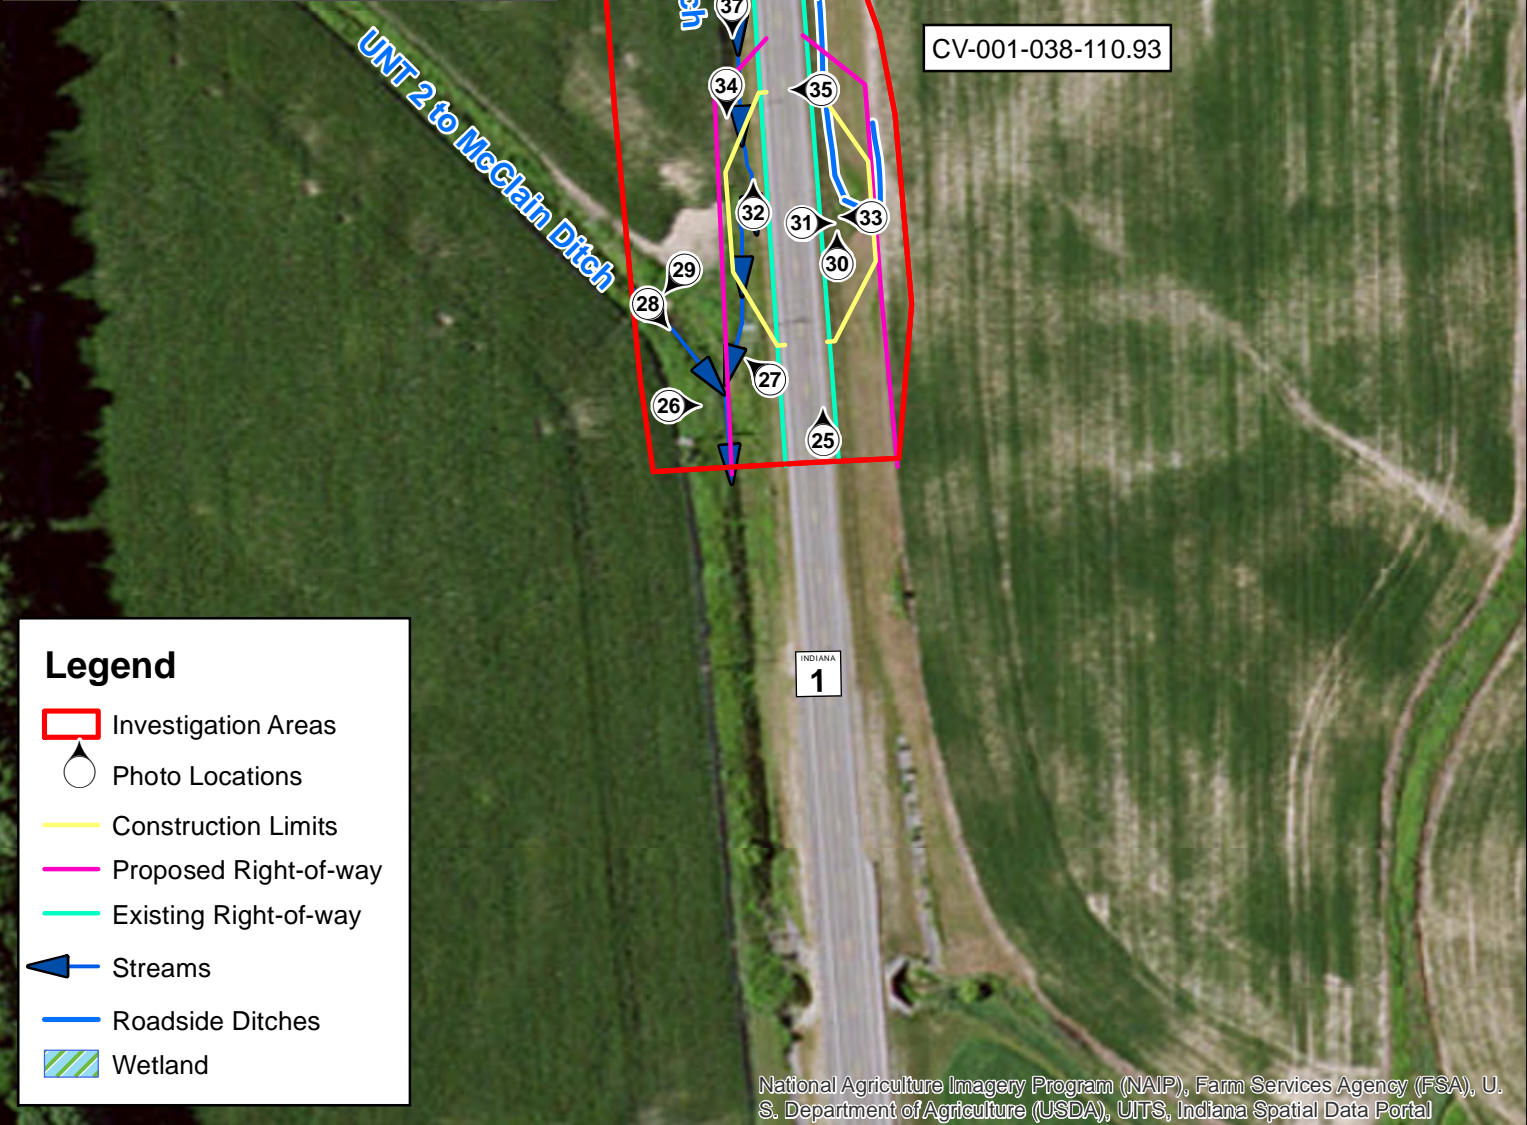 ch
37
CV-001-038-110.93
UNT 2 to McClain Ditch
34
35
32
31
33
30
29
28
27
26
25
INDIANA
1
Legend
Investigation Areas
Photo Locations
Construction Limits
Proposed Right-of-way
Existing Right-of-way
Streams
Roadside Ditches
Wetland
National Agriculture Imagery Program (NAIP), Farm Services Agency (FSA), U.
S. Department of Agriculture (USDA), UITS, Indiana Spatial Data Portal